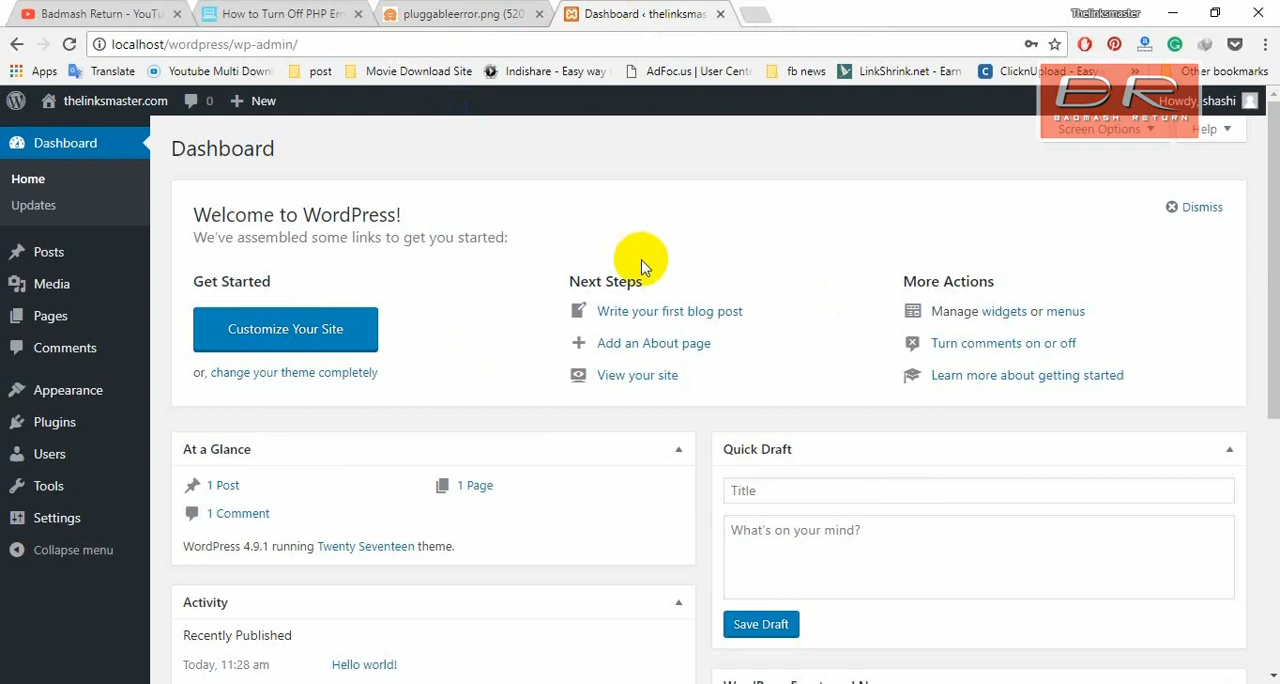 Badmash Return - YouTu
How to Turn Off PHP Err
pluggableerror.png (520
Dashboard ‹ thelinksmas
Thelinksmaster
localhost/wordpress/wp-admin/
Apps
Translate
Youtube Multi Down
post
Movie Download Site
Indishare - Easy way
AdFoc.us | User Cente
fb news
LinkShrink.net - Earn
ClicknUpload - Easy
»
Other bookmarks
thelinksmaster.com
0
New
Howdy, shashi
BR
BADMASH RETURN
Screen Options
Help
Dashboard
Home
Updates
Posts
Media
Pages
Comments
Appearance
Plugins
Users
Tools
Settings
Collapse menu
Dashboard
Welcome to WordPress!
Dismiss
We've assembled some links to get you started:
Get Started
Customize Your Site
or, change your theme completely
Next Steps
Write your first blog post
Add an About page
View your site
More Actions
Manage widgets or menus
Turn comments on or off
Learn more about getting started
At a Glance
1 Post
1 Page
1 Comment
WordPress 4.9.1 running Twenty Seventeen theme.
Activity
Recently Published
Today, 11:28 am
Hello world!
Quick Draft
Title
What's on your mind?
Save Draft